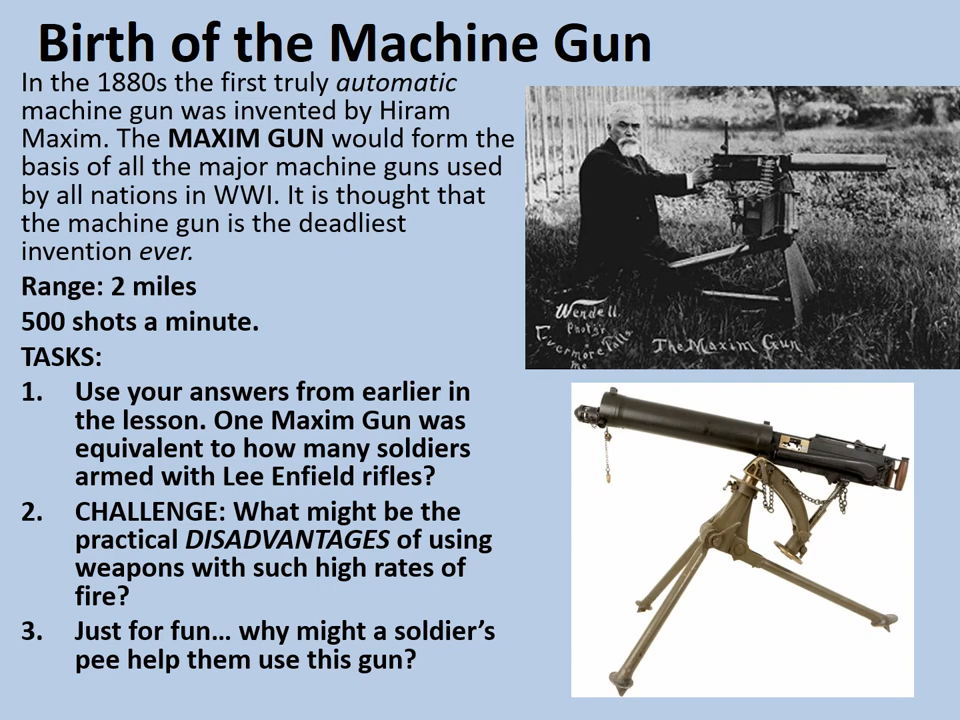 Birth of the Machine Gun
In the 1880s the first truly automatic
machine gun was invented by Hiram
Maxim. The MAXIM GUN would form the
basis of all the major machine guns used
by all nations in WWI. It is thought that
the machine gun is the deadliest
invention ever.
Range: 2 miles
500 shots a minute.
TASKS:
1. Use your answers from earlier in
the lesson. One Maxim Gun was
equivalent to how many soldiers
armed with Lee Enfield rifles?
2. CHALLENGE: What might be the
practical DISADVANTAGES of using
weapons with such high rates of
fire?
3. Just for fun… why might a soldier’s
pee help them use this gun?
Wendell
Photgr
Livermore Falls
me
The Maxim Gun